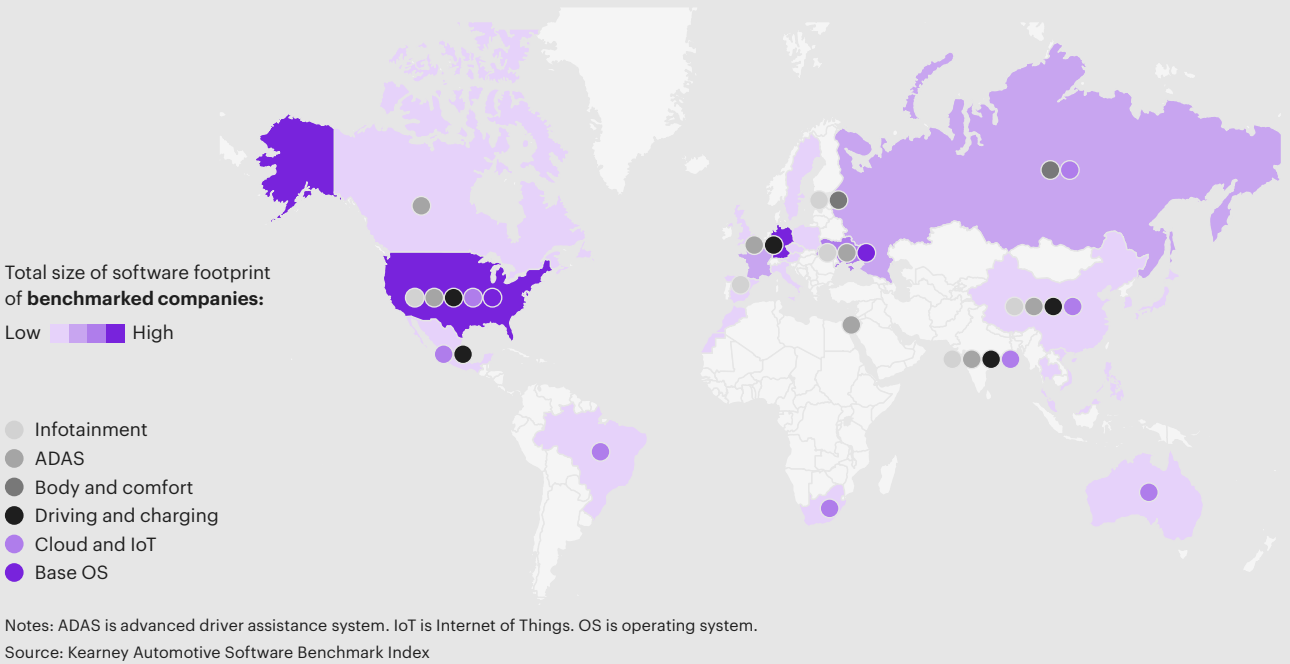 Total size of software footprint
of benchmarked companies:
Low High
Infotainment
ADAS
Body and comfort
Driving and charging
Cloud and IoT
Base OS
Notes: ADAS is advanced driver assistance system. IoT is Internet of Things. OS is operating system.
Source: Kearney Automotive Software Benchmark Index